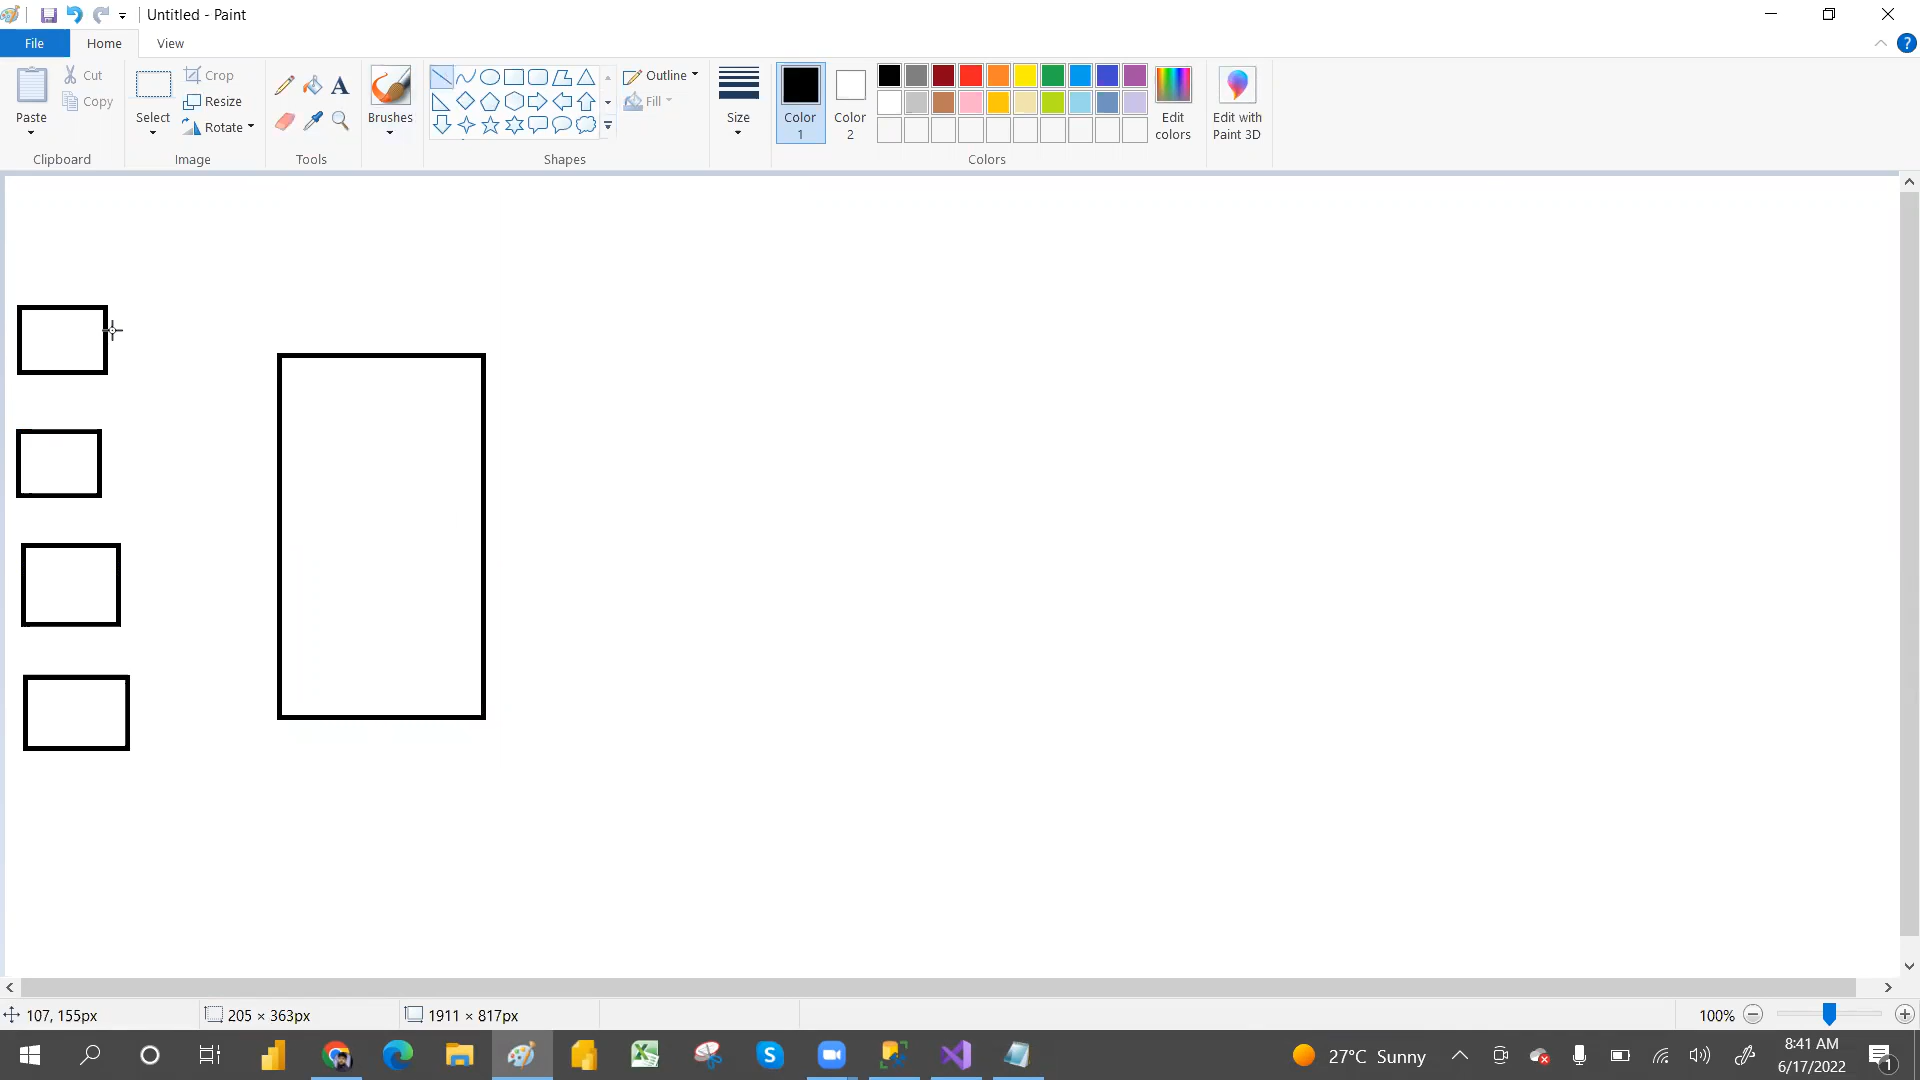 Untitled - Paint
File
Home
View
Paste
Cut
Copy
Clipboard
Select
Crop
Resize
Rotate
Image
Tools
Brushes
Shapes
Outline
Fill
Size
Color
1
Color
2
Colors
Edit
colors
Edit with
Paint 3D
107, 155px
205 × 363px
1911 × 817px
100%
27°C Sunny
8:41 AM
6/17/2022
1